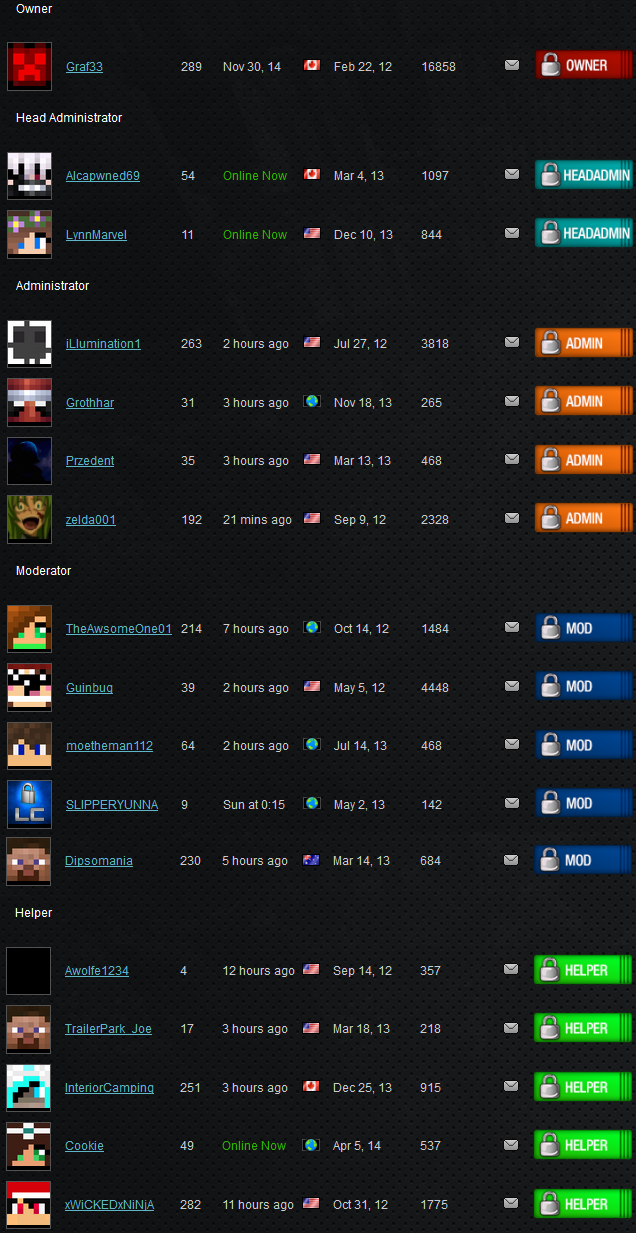 Owner
Graf33 289 Nov 30, 14 Feb 22, 12 16858 OWNER
Head Administrator
Alcapwned69 54 Online Now Mar 4, 13 1097 HEADADMIN
LynnMarvel 11 Online Now Dec 10, 13 844 HEADADMIN
Administrator
iLlumination1 263 2 hours ago Jul 27, 12 3818 ADMIN
Grothhar 31 3 hours ago Nov 18, 13 265 ADMIN
Przedent 35 3 hours ago Mar 13, 13 468 ADMIN
zelda001 192 21 mins ago Sep 9, 12 2328 ADMIN
Moderator
TheAwsomeOne01 214 7 hours ago Oct 14, 12 1484 MOD
Guinbug 39 2 hours ago May 5, 12 4448 MOD
moetheman112 64 2 hours ago Jul 14, 13 468 MOD
LC SLIPPERYUNNA 9 Sun at 0:15 May 2, 13 142 MOD
Dipsomania 230 5 hours ago Mar 14, 13 684 MOD
Helper
Awolfe1234 4 12 hours ago Sep 14, 12 357 HELPER
TrailerPark_Joe 17 3 hours ago Mar 18, 13 218 HELPER
InteriorCamping 251 3 hours ago Dec 25, 13 915 HELPER
Cookie 49 Online Now Apr 5, 14 537 HELPER
xWiCKEDxNiNjA 282 11 hours ago Oct 31, 12 1775 HELPER